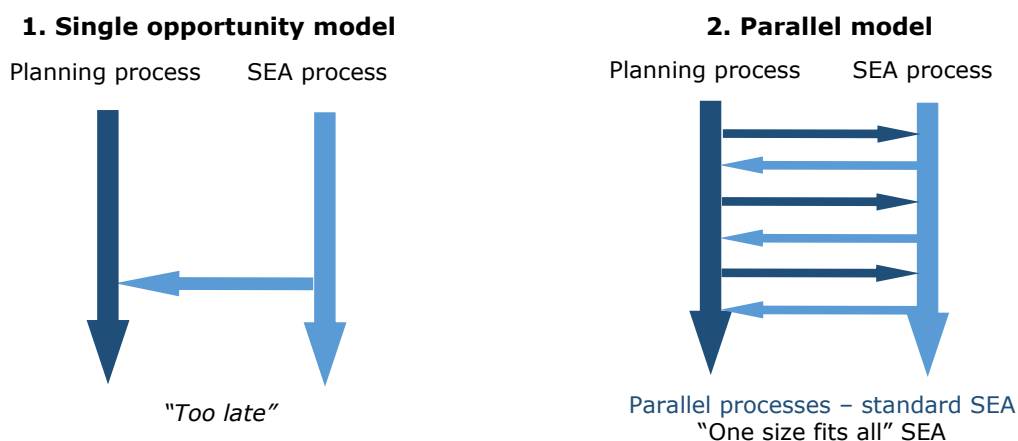 1. Single opportunity model
Planning process SEA process
“Too late”
2. Parallel model
Planning process SEA process
Parallel processes – standard SEA
“One size fits all” SEA